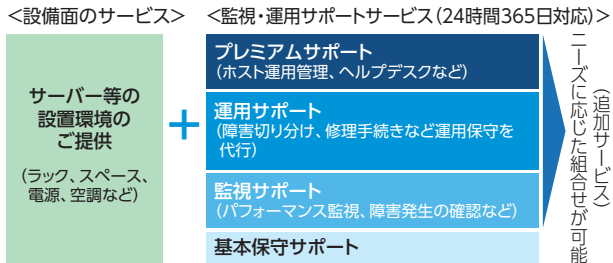 <設備面のサービス>
<監視・運用サポートサービス(24時間365日対応)>
サーバー等の
設置環境の
ご提供
(ラック、スペース、
電源、空調など)
+
プレミアムサポート
(ホスト運用管理、ヘルプデスクなど)
運用サポート
(障害切り分け、修理手続きなど運用保守を
代行)
監視サポート
(パフォーマンス監視、障害発生の確認など)
基本保守サポート
(追加サービス)
ニーズに応じた組合せが可能